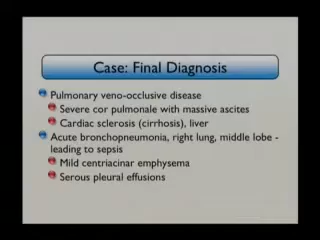 Case: Final Diagnosis
Pulmonary veno-occlusive disease
Severe cor pulmonale with massive ascites
Cardiac sclerosis (cirrhosis), liver
Acute bronchopneumonia, right lung, middle lobe -
leading to sepsis
Mild centriacinar emphysema
Serous pleural effusions